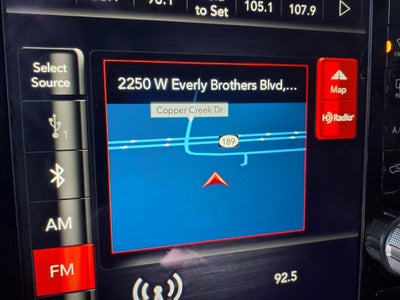 to Set
105.1
107.9
Select
Source
2250 W Everly Brothers Blvd,...
Map
Copper Creek Dr
1
HD Radio
189
AM
FM
92.5